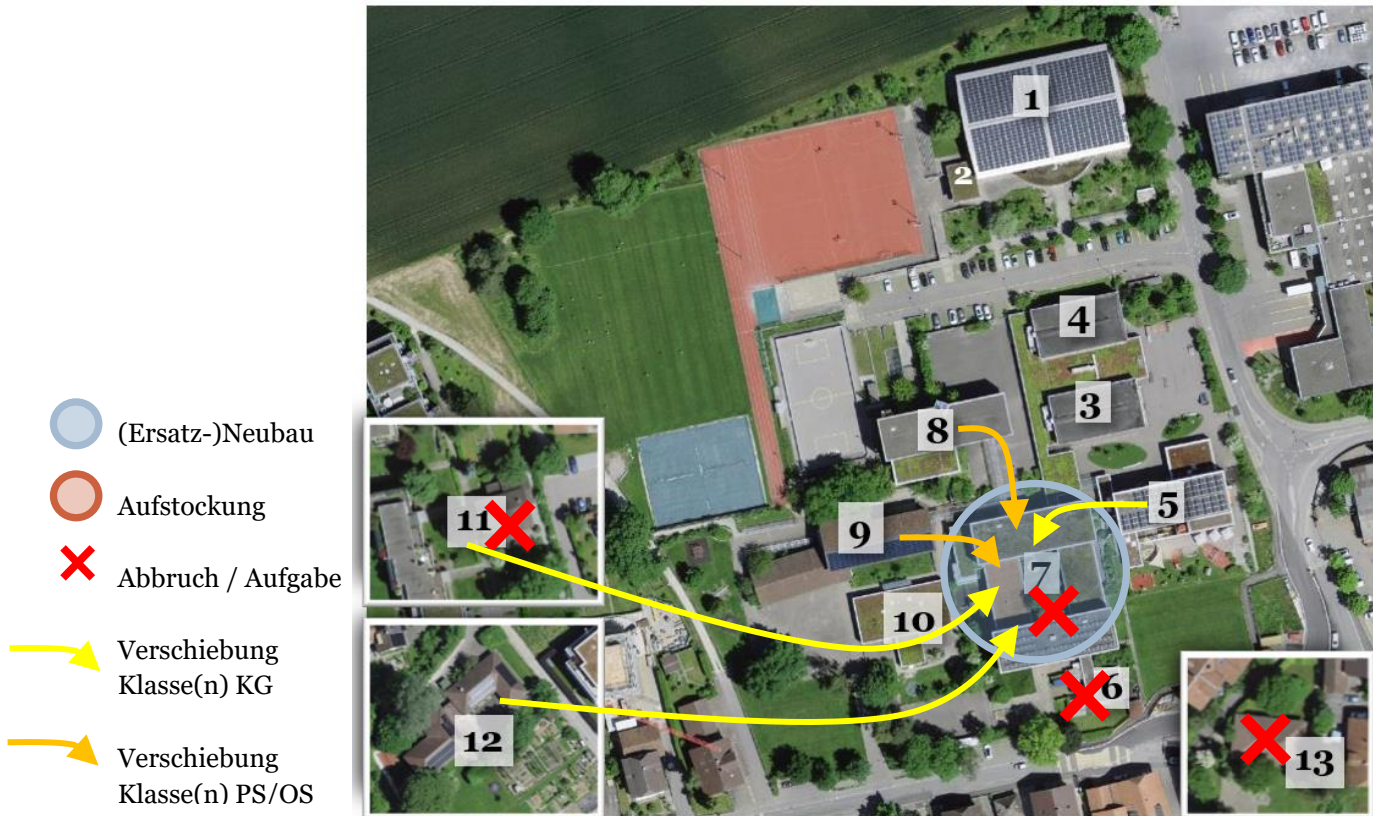 (Ersatz-)Neubau
Aufstockung
Abbruch / Aufgabe
Verschiebung
Klasse(n) KG
Verschiebung
Klasse(n) PS/OS
1
2
4
3
8
5
11
9
7
10
6
12
13